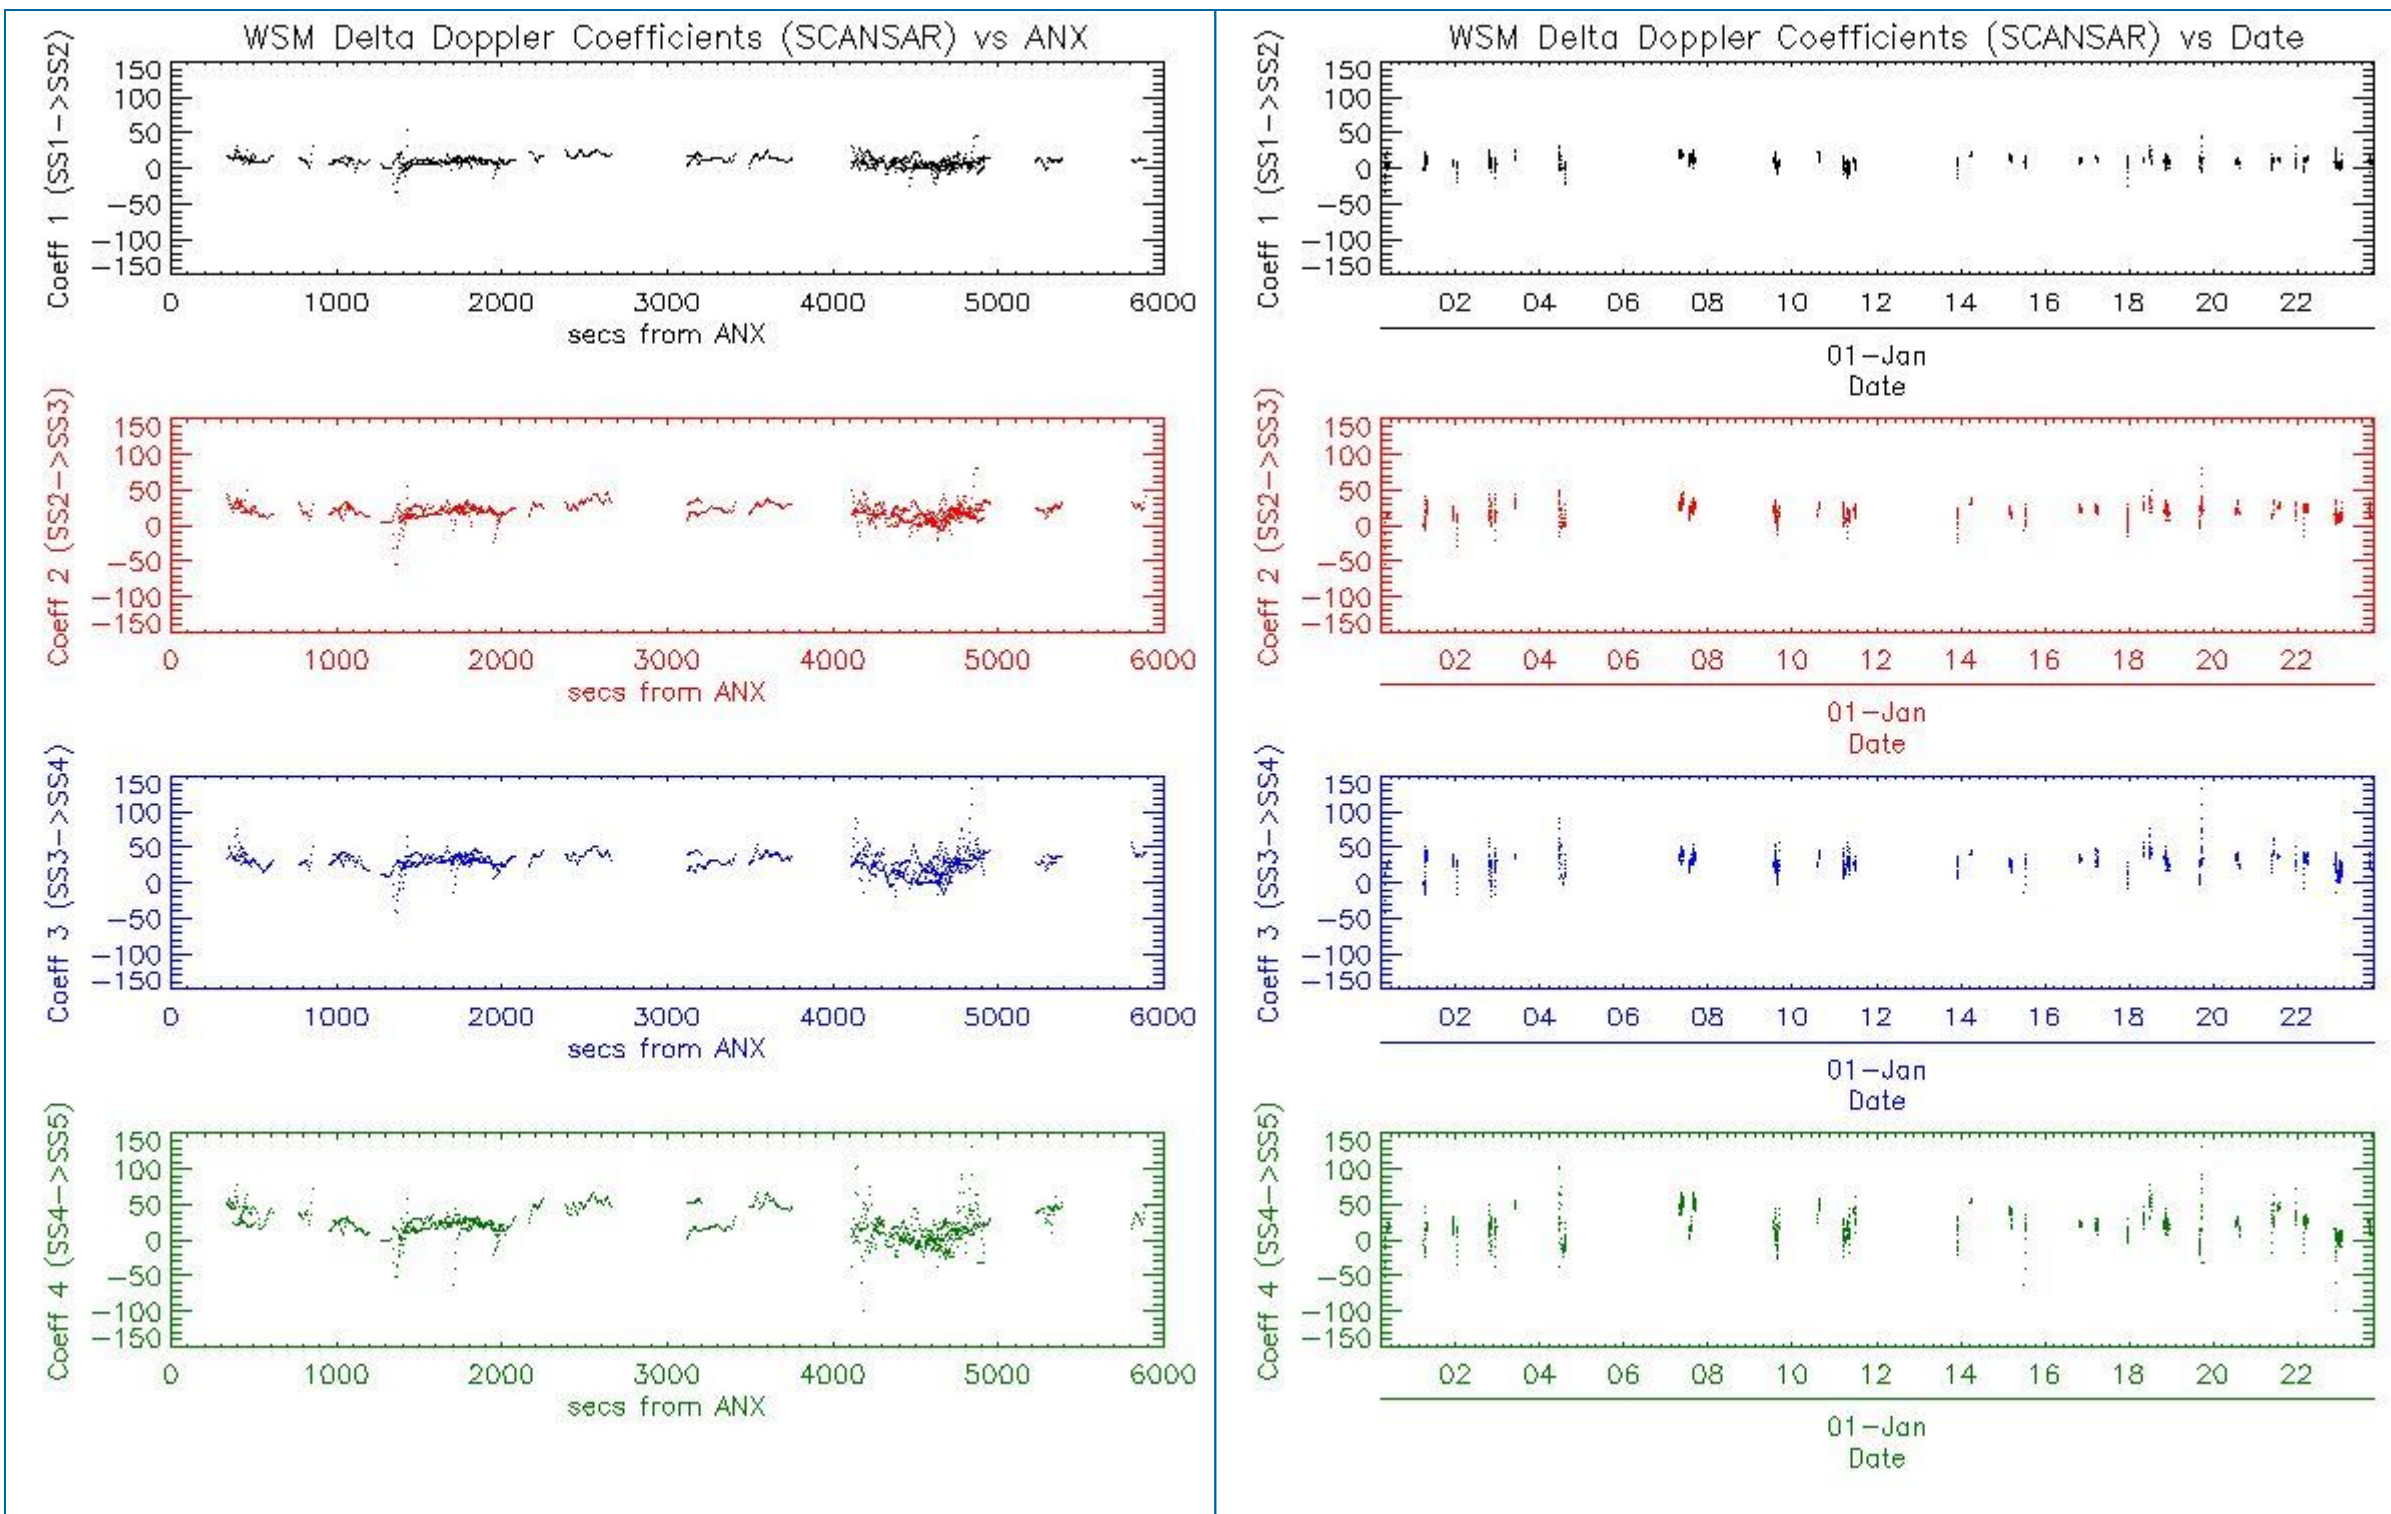 WSM Delta Doppler Coefficients (SCANSAR) vs ANX
Coeff 1 (SS1->SS2)
150
100
50
0
-50
-100
-150
0 1000 2000 3000 4000 5000 6000
secs from ANX
Coeff 2 (SS2->SS3)
150
100
50
0
-50
-100
-150
0 1000 2000 3000 4000 5000 6000
secs from ANX
Coeff 3 (SS3->SS4)
150
100
50
0
-50
-100
-150
0 1000 2000 3000 4000 5000 6000
secs from ANX
Coeff 4 (SS4->SS5)
150
100
50
0
-50
-100
-150
0 1000 2000 3000 4000 5000 6000
secs from ANX
WSM Delta Doppler Coefficients (SCANSAR) vs Date
Coeff 1 (SS1->SS2)
150
100
50
0
-50
-100
-150
02 04 06 08 10 12 14 16 18 20 22
01-Jan
Date
Coeff 2 (SS2->SS3)
150
100
50
0
-50
-100
-150
02 04 06 08 10 12 14 16 18 20 22
01-Jan
Date
Coeff 3 (SS3->SS4)
150
100
50
0
-50
-100
-150
02 04 06 08 10 12 14 16 18 20 22
01-Jan
Date
Coeff 4 (SS4->SS5)
150
100
50
0
-50
-100
-150
02 04 06 08 10 12 14 16 18 20 22
01-Jan
Date